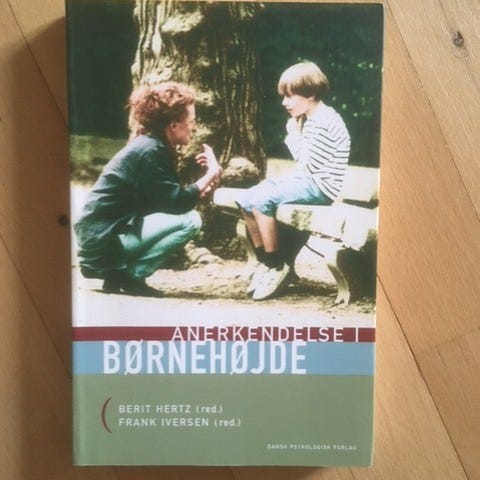 ANERKENDELSE I
BØRNEHØJDE
BERIT HERTZ (red.)
FRANK IVERSEN (red.)
DANSK PSYKOLOGISK FORLAG